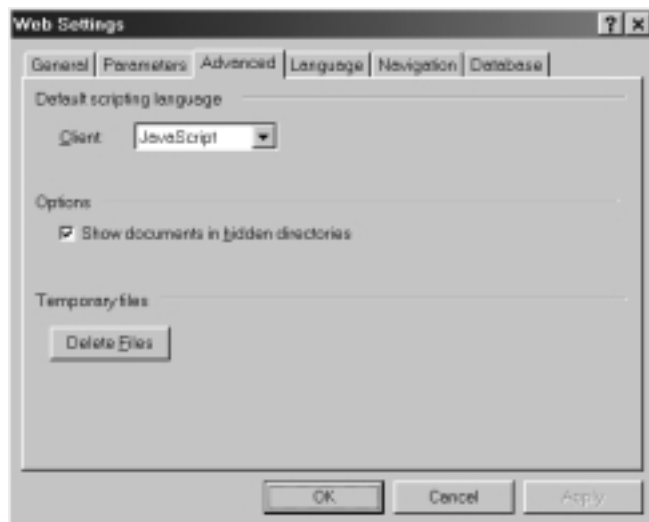 Web Settings
General Parameters Advanced Language Navigation Database
Default scripting language
Client JavaScript
Options
Show documents in hidden directories
Temporary files
Delete Files
OK Cancel Apply